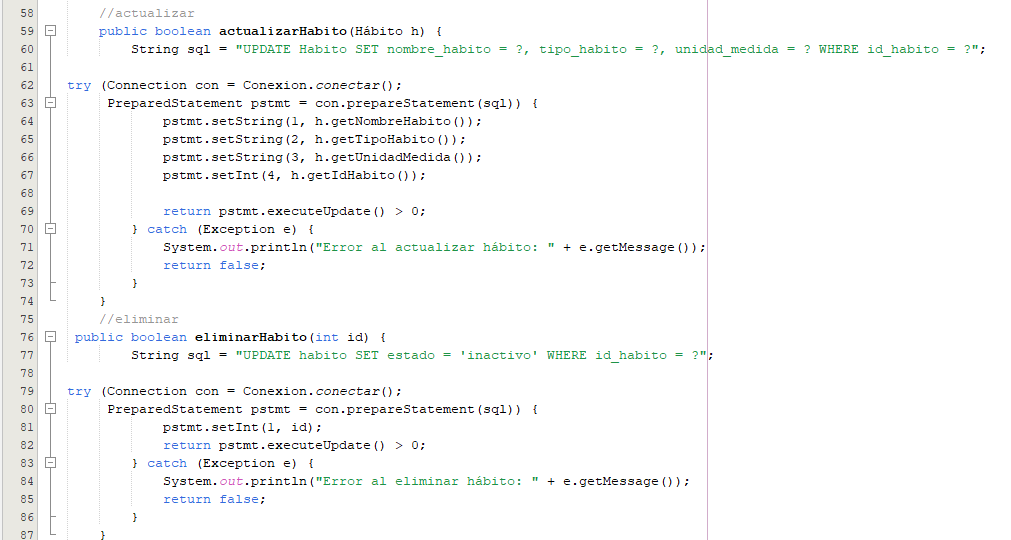 58 //actualizar
59 public boolean actualizarHabito(Hábito h) {
60 String sql = "UPDATE Habito SET nombre_habito = ?, tipo_habito = ?, unidad_medida = ? WHERE id_habito = ?";
61
62 try (Connection con = Conexion.conectar();
63 PreparedStatement pstmt = con.prepareStatement(sql)) {
64 pstmt.setString(1, h.getNombreHabito());
65 pstmt.setString(2, h.getTipoHabito());
66 pstmt.setString(3, h.getUnidadMedida());
67 pstmt.setInt(4, h.getIdHabito());
68
69 return pstmt.executeUpdate() > 0;
70 } catch (Exception e) {
71 System.out.println("Error al actualizar hábito: " + e.getMessage());
72 return false;
73 }
74 }
75 //eliminar
76 public boolean eliminarHabito(int id) {
77 String sql = "UPDATE habito SET estado = 'inactivo' WHERE id_habito = ?";
78
79 try (Connection con = Conexion.conectar();
80 PreparedStatement pstmt = con.prepareStatement(sql)) {
81 pstmt.setInt(1, id);
82 return pstmt.executeUpdate() > 0;
83 } catch (Exception e) {
84 System.out.println("Error al eliminar hábito: " + e.getMessage());
85 return false;
86 }
87 }